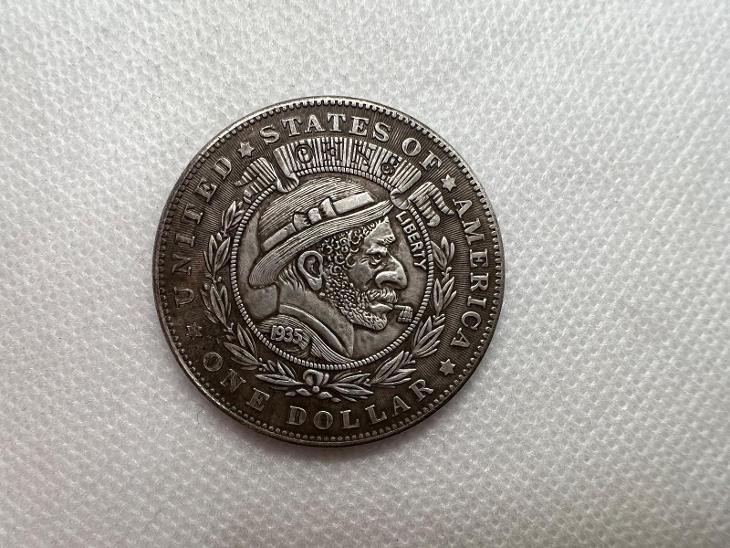 UNITED ★ STATES OF ★ AMERICA
★ ONE DOLLAR ★
LIBERTY
1935